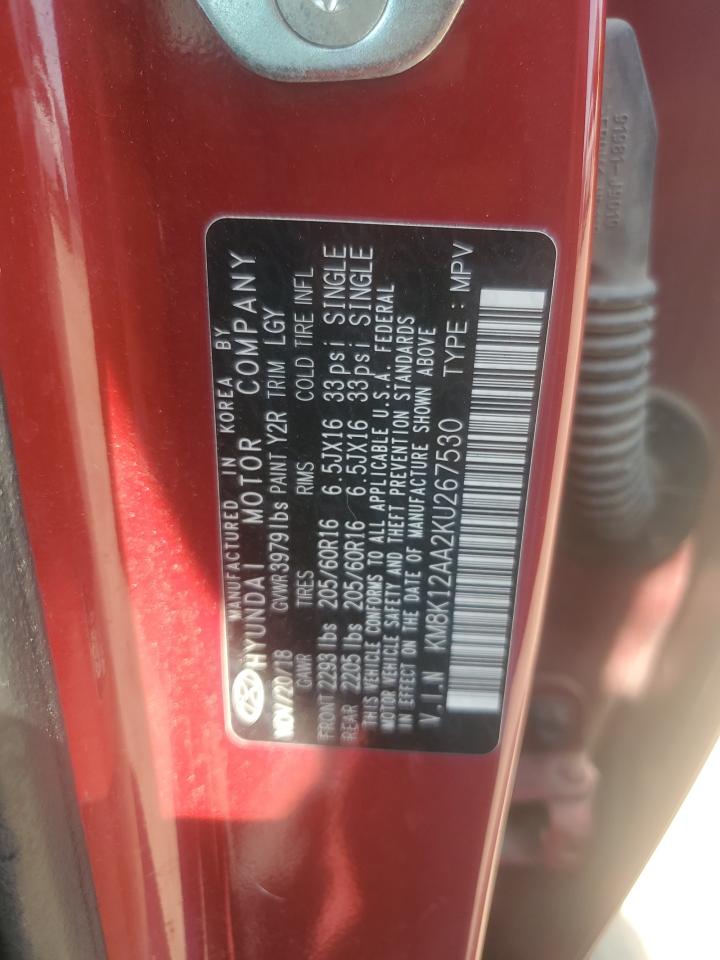 MANUFACTURED IN KOREA BY
HYUNDAI MOTOR COMPANY
NOV/20/18 GVWR 3979 lbs PAINT Y2R TRIM LGY
GAWR TIRES RIMS COLD TIRE INFL
FRONT 2293 lbs 205/60R16 6.5JX16 33psi SINGLE
REAR 2205 lbs 205/60R16 6.5JX16 33psi SINGLE
THIS VEHICLE CONFORMS TO ALL APPLICABLE U.S.A. FEDERAL
MOTOR VEHICLE SAFETY AND THEFT PREVENTION STANDARDS
IN EFFECT ON THE DATE OF MANUFACTURE SHOWN ABOVE
V.I.N KM8K12AA2KU267530 TYPE : MPV